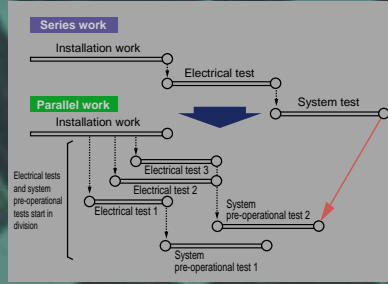 Series work
Installation work
Electrical test
System test
Parallel work
Installation work
Electrical tests
and system
pre-operational
tests start in
division
Electrical test 3
Electrical test 2
Electrical test 1
System
pre-operational test 2
System
pre-operational test 1